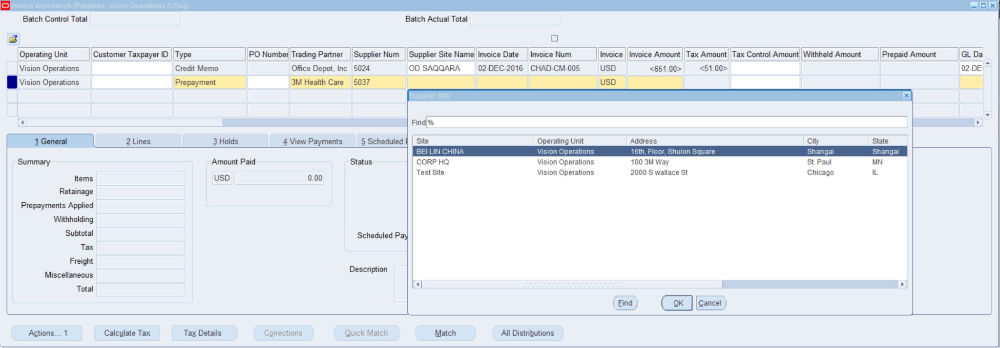 Invoice Workbench (Payables, Vision Operations (USA))
Batch Control Total
Batch Actual Total
Operating Unit Customer Taxpayer ID Type PO Number Trading Partner Supplier Num Supplier Site Name Invoice Date Invoice Num Invoice Invoice Amount Tax Amount Tax Control Amount Withheld Amount Prepaid Amount GL Da
Vision Operations Credit Memo Office Depot, Inc 5024 OD SAQQARA 02-DEC-2016 CHAD-CM-005 USD <651.00> <51.00> 02-DE
Vision Operations Prepayment 3M Health Care 5037 USD
Supplier Site
Find %
Site Operating Unit Address City State
BEI LIN CHINA Vision Operations 16th, Floor, Shuion Square Shangai Shangai
CORP HQ Vision Operations 100 3M Way St. Paul MN
Test Site Vision Operations 2000 S wallace St Chicago IL
Find OK Cancel
1 General 2 Lines 3 Holds 4 View Payments 5 Scheduled
Summary
Items
Retainage
Prepayments Applied
Withholding
Subtotal
Tax
Freight
Miscellaneous
Total
Amount Paid
USD 0.00
Status
Scheduled Pay
Description
Actions... 1 Calculate Tax Tax Details Corrections Quick Match Match All Distributions